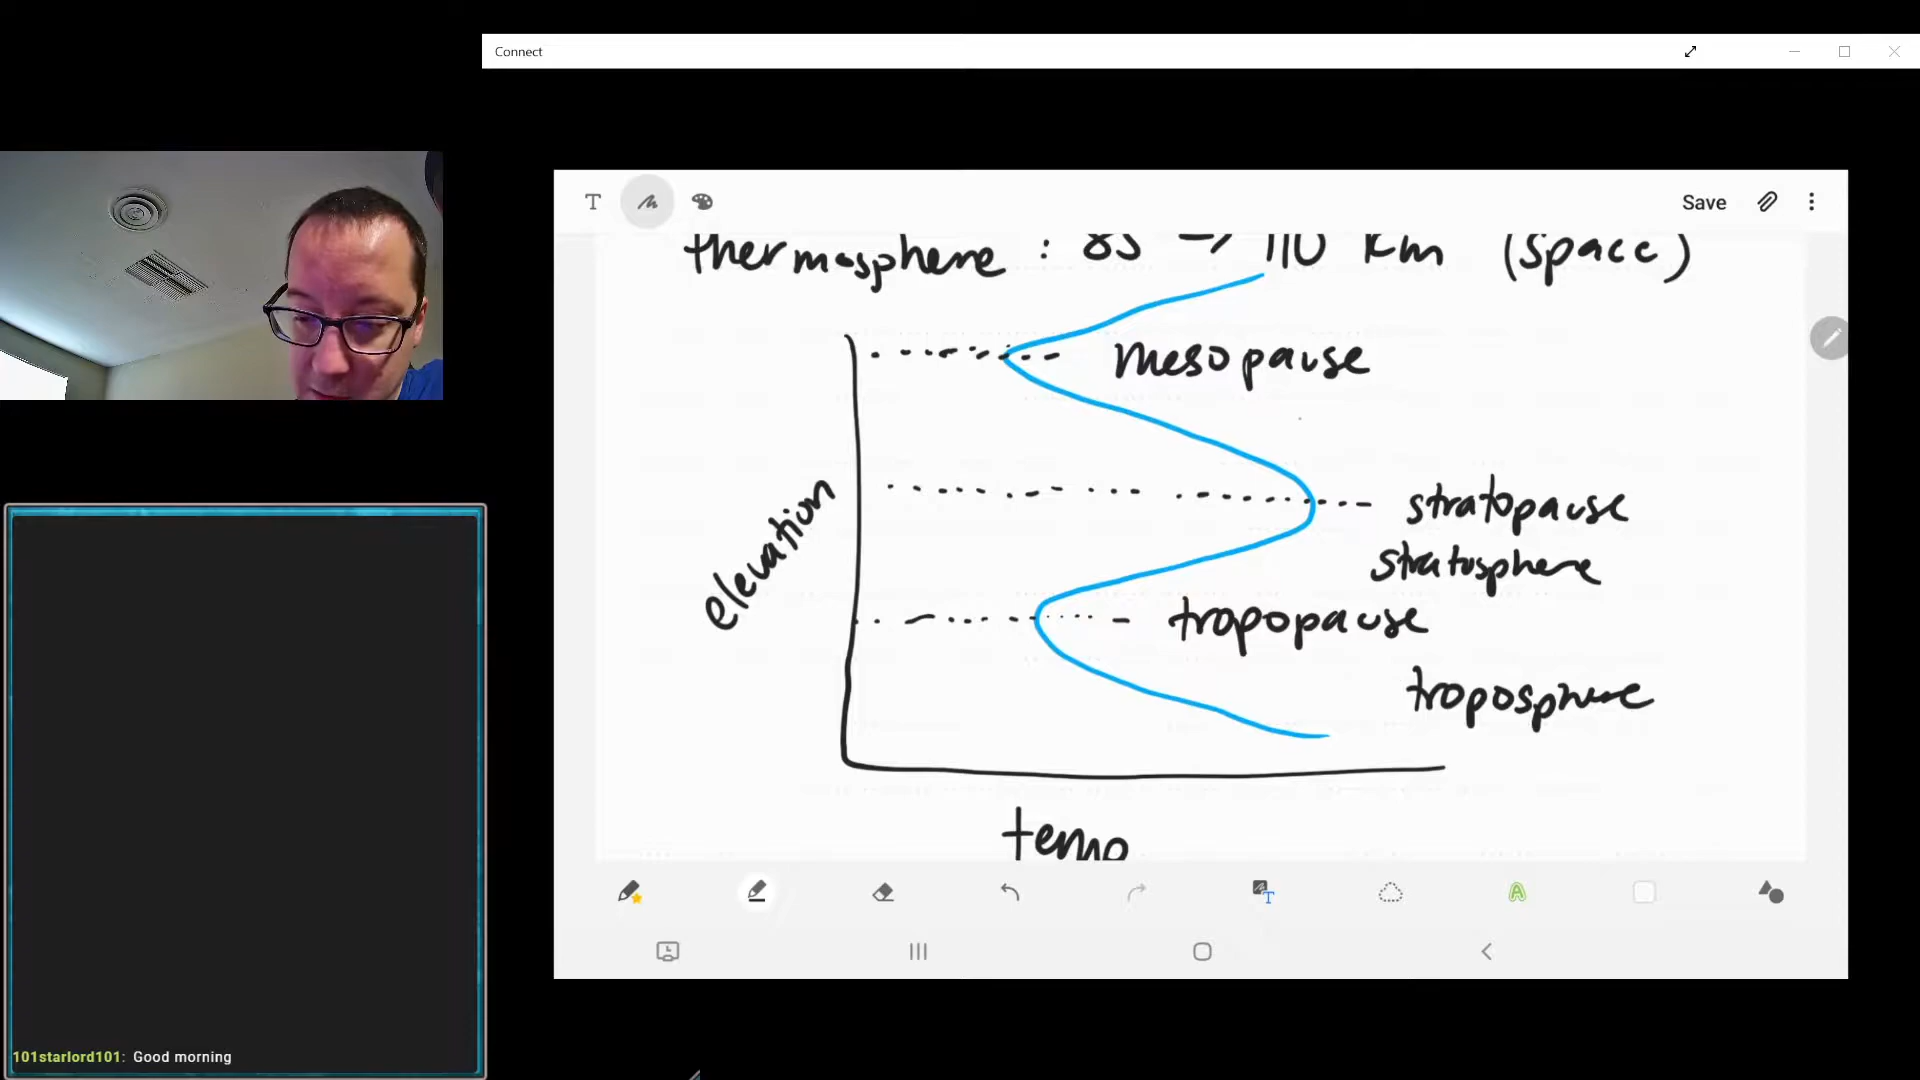 Connect
Save
thermosphere : 85 → 110 km (space)
mesopause
elevation
stratopause
stratosphere
tropopause
troposphere
temp
101starlord101: Good morning